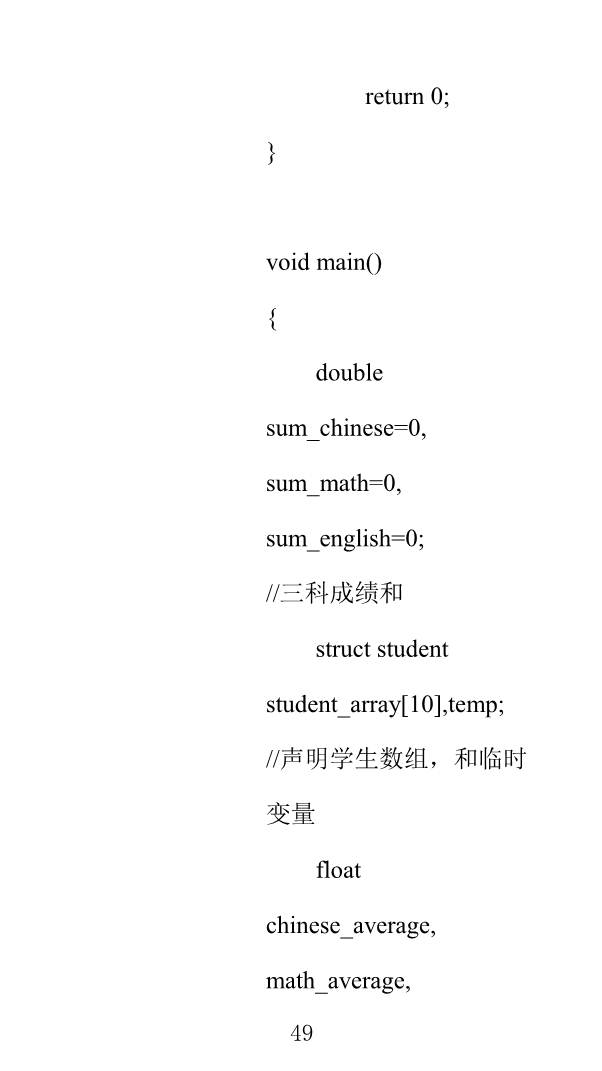 return 0;
}
void main()
{
double
sum_chinese=0,
sum_math=0,
sum_english=0;
//三科成绩和
struct student
student_array[10],temp;
//声明学生数组，和临时
变量
float
chinese_average,
math_average,
49